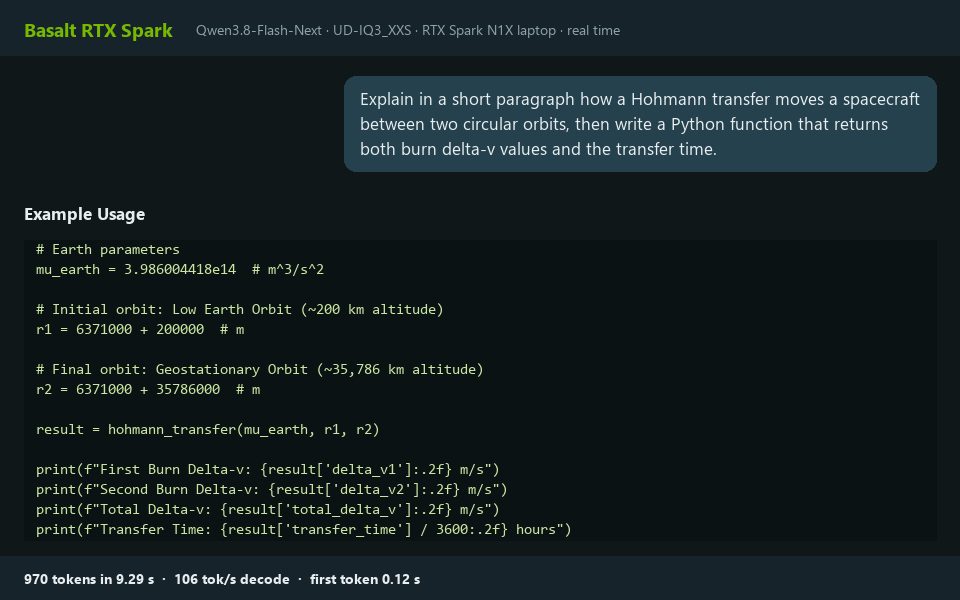 Basalt RTX Spark Qwen3.8-Flash-Next · UD-IQ3_XXS · RTX Spark N1X laptop · real time
Explain in a short paragraph how a Hohmann transfer moves a spacecraft
between two circular orbits, then write a Python function that returns
both burn delta-v values and the transfer time.
Example Usage
# Earth parameters
mu_earth = 3.986004418e14  # m^3/s^2
# Initial orbit: Low Earth Orbit (~200 km altitude)
r1 = 6371000 + 200000  # m
# Final orbit: Geostationary Orbit (~35,786 km altitude)
r2 = 6371000 + 35786000  # m
result = hohmann_transfer(mu_earth, r1, r2)
print(f"First Burn Delta-v: {result['delta_v1']:.2f} m/s")
print(f"Second Burn Delta-v: {result['delta_v2']:.2f} m/s")
print(f"Total Delta-v: {result['total_delta_v']:.2f} m/s")
print(f"Transfer Time: {result['transfer_time'] / 3600:.2f} hours")
970 tokens in 9.29 s · 106 tok/s decode · first token 0.12 s